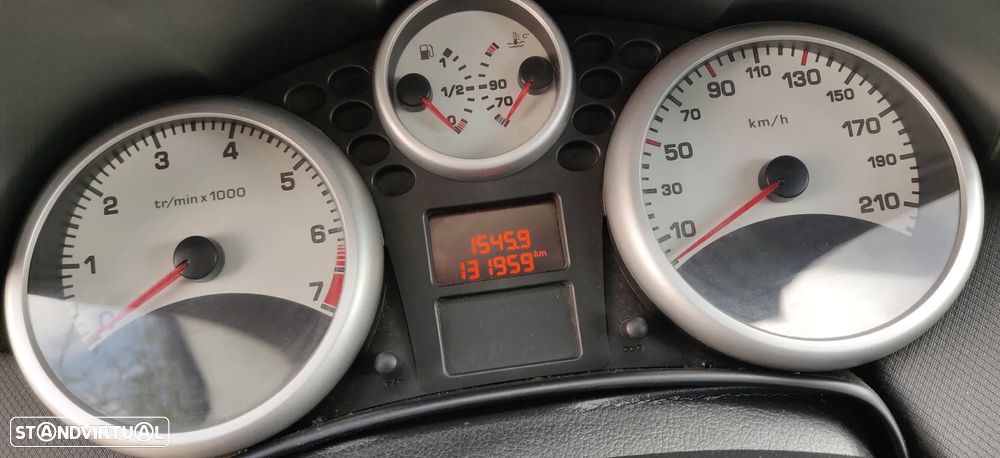 0 1 2 3 4 5 6 7
tr/min x 1000
1 1/2 0
C° 90 70
1545.9
131959 km
10 30 50 70 90 110 130 150 170 190 210
km/h
STANDVIRTUAL